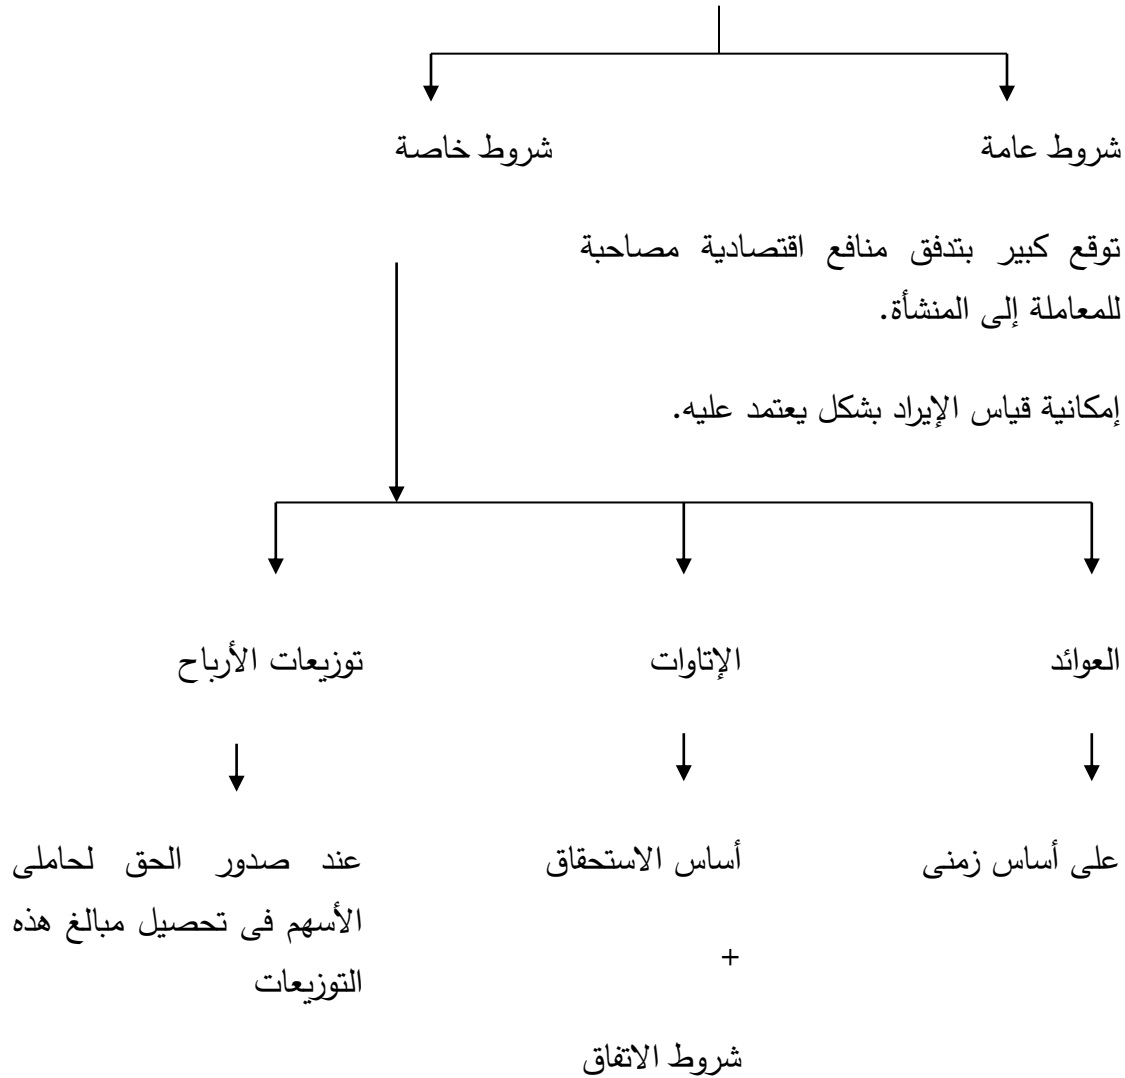 شروط عامة
شروط خاصة
توقع كبير بتدفق منافع اقتصادية مصاحبة
للمعاملة إلى المنشأة.
إمكانية قياس الإيراد بشكل يعتمد عليه.
العوائد
الإتاوات
توزيعات الأرباح
على أساس زمنى
أساس الاستحقاق
+
شروط الاتفاق
عند صدور الحق لحاملى
الأسهم فى تحصيل مبالغ هذه
التوزيعات